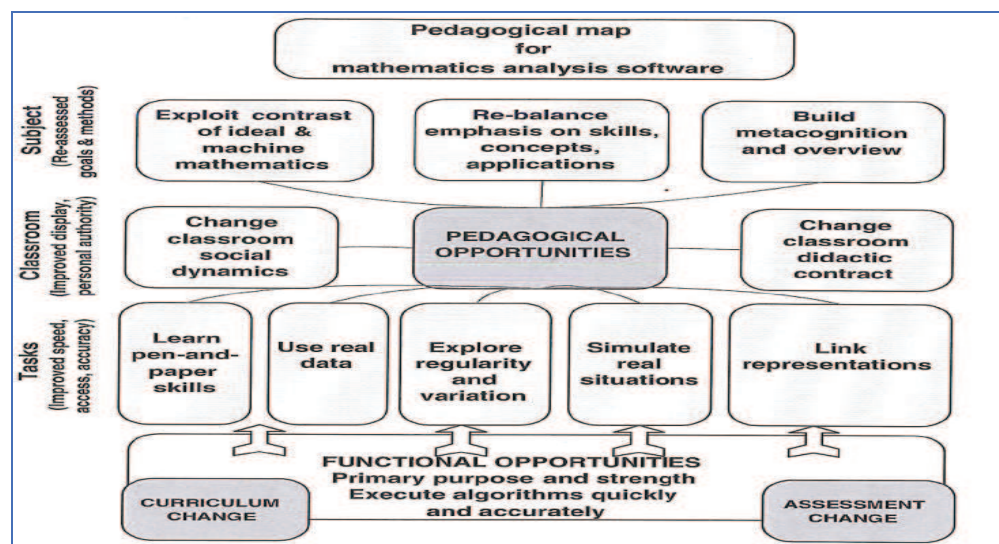 Pedagogical map
for
mathematics analysis software
Subject
(Re-assessed
goals & methods)
Exploit contrast
of ideal &
machine
mathematics
Re-balance
emphasis on skills,
concepts,
applications
Build
metacognition
and overview
Classroom
(Improved display,
personal authority)
Change
classroom
social
dynamics
PEDAGOGICAL
OPPORTUNITIES
Change
classroom
didactic
contract
Tasks
(Improved speed,
access, accuracy)
Learn
pen-and-
paper
skills
Use real
data
Explore
regularity
and
variation
Simulate
real
situations
Link
representations
FUNCTIONAL OPPORTUNITIES
Primary purpose and strength
Execute algorithms quickly
and accurately
CURRICULUM
CHANGE
ASSESSMENT
CHANGE